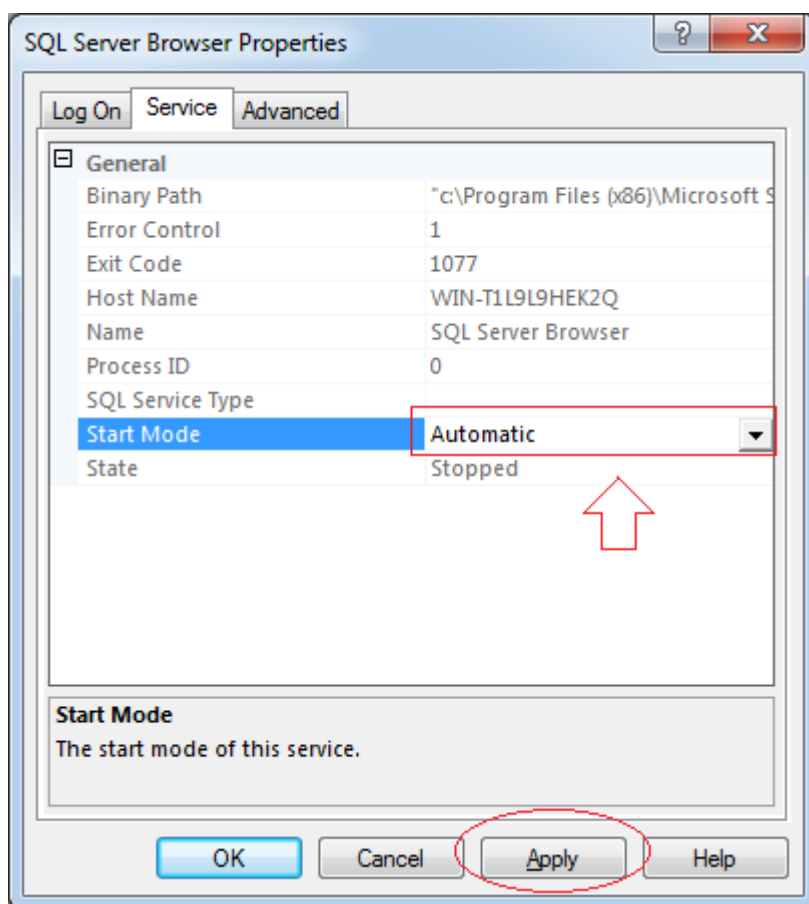 SQL Server Browser Properties
Log On Service Advanced
General
Binary Path "c:\Program Files (x86)\Microsoft S
Error Control 1
Exit Code 1077
Host Name WIN-T1L9L9HEK2Q
Name SQL Server Browser
Process ID 0
SQL Service Type
Start Mode Automatic
State Stopped
Start Mode
The start mode of this service.
OK Cancel Apply Help